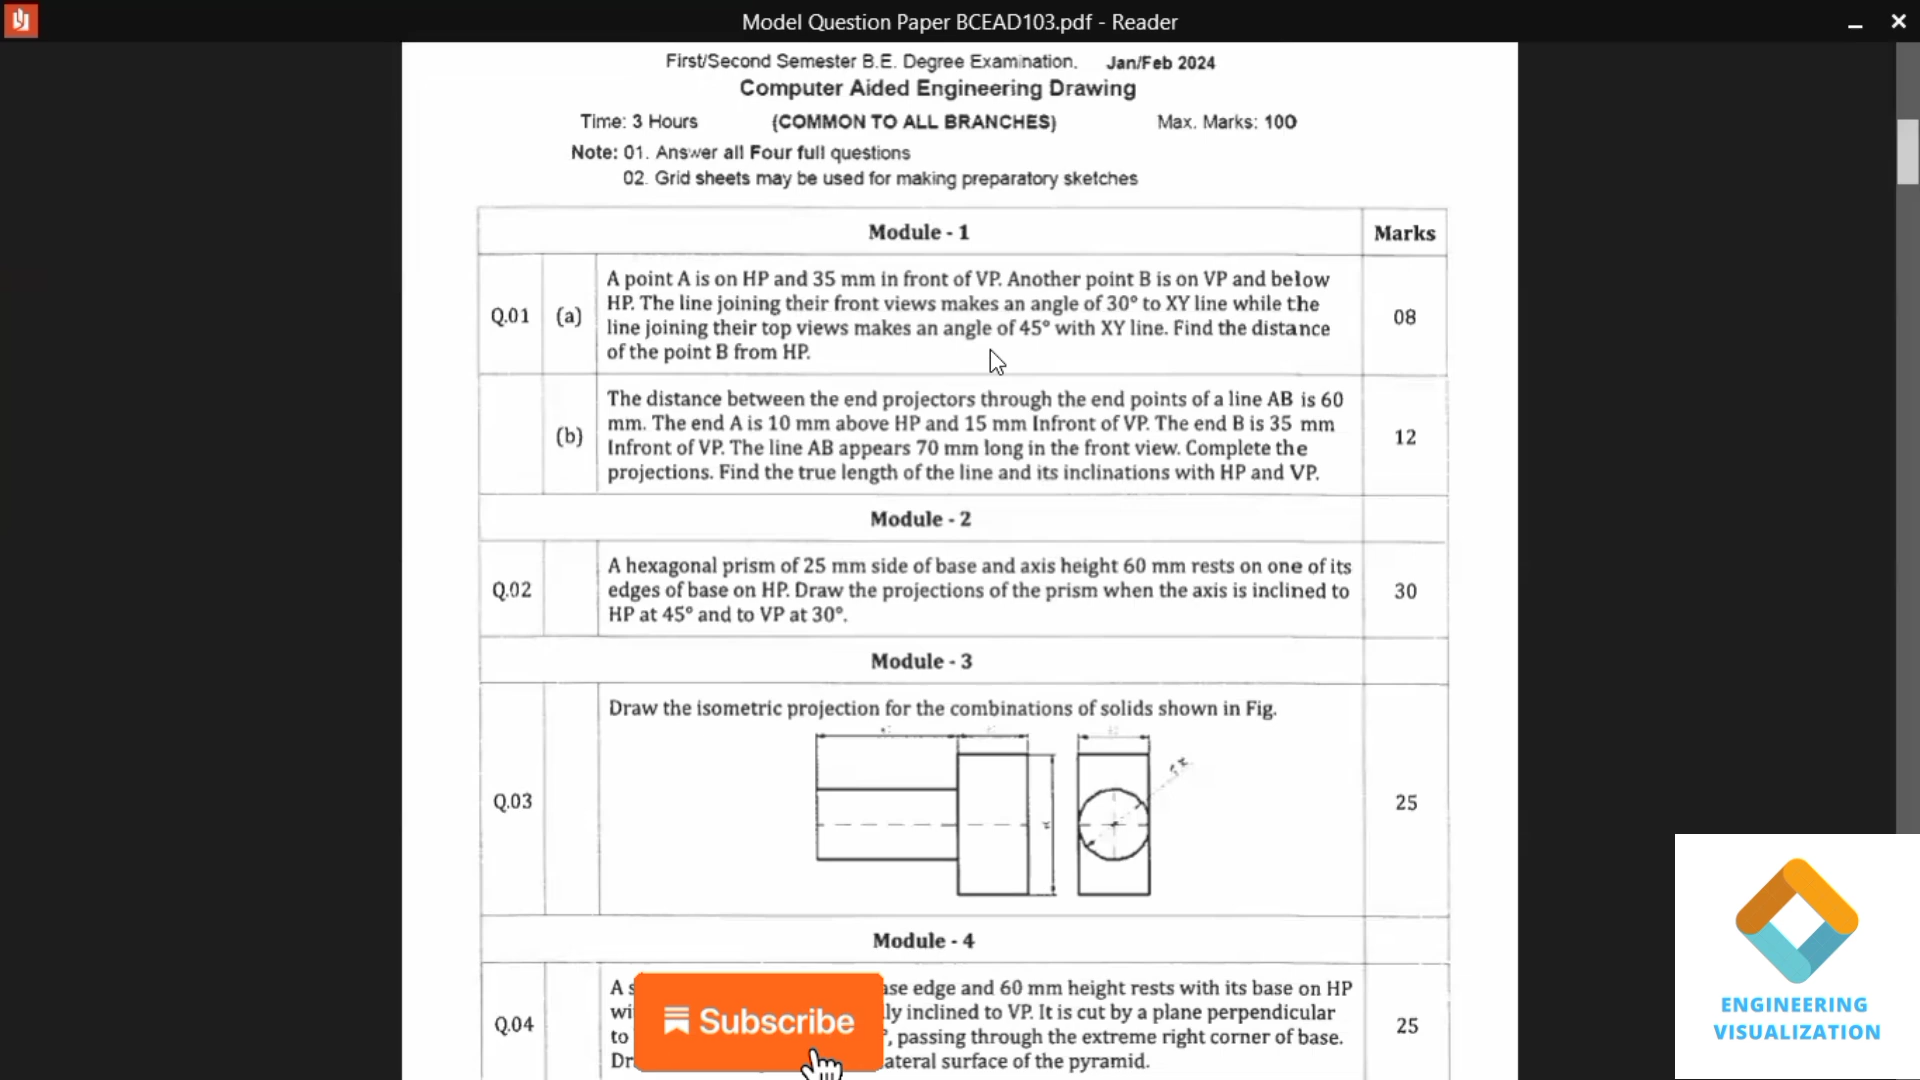 Model Question Paper BCEAD103.pdf - Reader
First/Second Semester B.E. Degree Examination. Jan/Feb 2024
Computer Aided Engineering Drawing
Time: 3 Hours (COMMON TO ALL BRANCHES) Max. Marks: 100
Note: 01. Answer all Four full questions
02. Grid sheets may be used for making preparatory sketches
Module - 1 Marks
A point A is on HP and 35 mm in front of VP. Another point B is on VP and below
HP. The line joining their front views makes an angle of 30° to XY line while the
Q.01 (a) line joining their top views makes an angle of 45° with XY line. Find the distance 08
of the point B from HP.
The distance between the end projectors through the end points of a line AB is 60
mm. The end A is 10 mm above HP and 15 mm Infront of VP. The end B is 35 mm
(b) Infront of VP. The line AB appears 70 mm long in the front view. Complete the 12
projections. Find the true length of the line and its inclinations with HP and VP.
Module - 2
A hexagonal prism of 25 mm side of base and axis height 60 mm rests on one of its
Q.02 edges of base on HP. Draw the projections of the prism when the axis is inclined to 30
HP at 45° and to VP at 30°.
Module - 3
Draw the isometric projection for the combinations of solids shown in Fig.
Q.03 25
Module - 4
A ase edge and 60 mm height rests with its base on HP
ly inclined to VP. It is cut by a plane perpendicular
Q.04 to , passing through the extreme right corner of base. 25
ateral surface of the pyramid.
Subscribe
ENGINEERING
VISUALIZATION